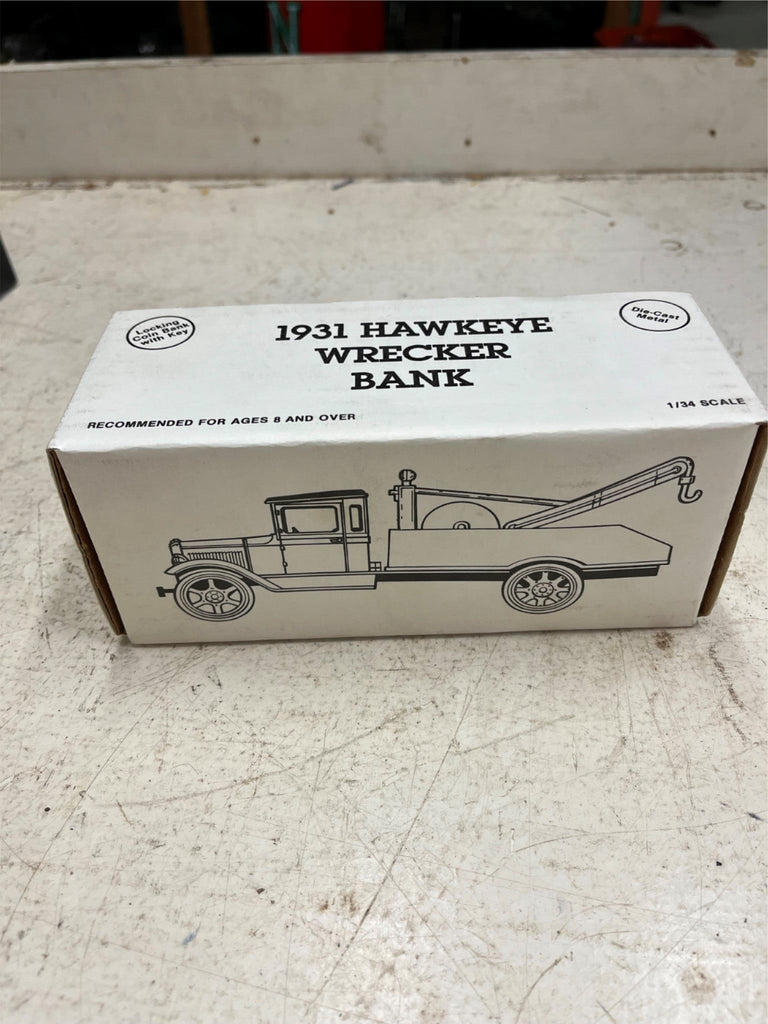 Locking
Coin Bank
with Key
1931 HAWKEYE
WRECKER
BANK
Die-Cast
Metal
RECOMMENDED FOR AGES 8 AND OVER
1/34 SCALE